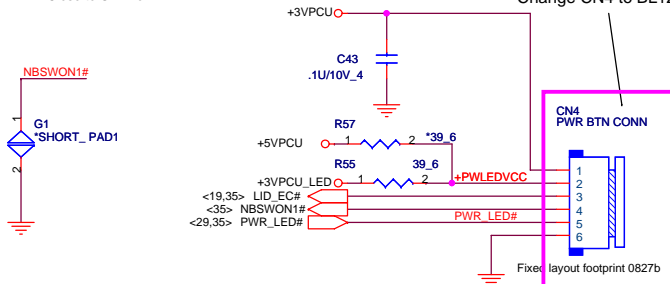 +3VPCU
Change CN4 to
NBSWON1#
C43
.1U/10V_4
1
G1
*SHORT_ PAD1
2
CN4
PWR BTN CONN
R57
+5VPCU
1
2
*39_6
R55
39_6
+3VPCU_LED
1
2
+PWLEDVCC
<19,35> LID_EC#
<35> NBSWON1#
<29,35> PWR_LED#
PWR_LED#
1
2
3
4
5
6
Fixed layout footprint 0827b